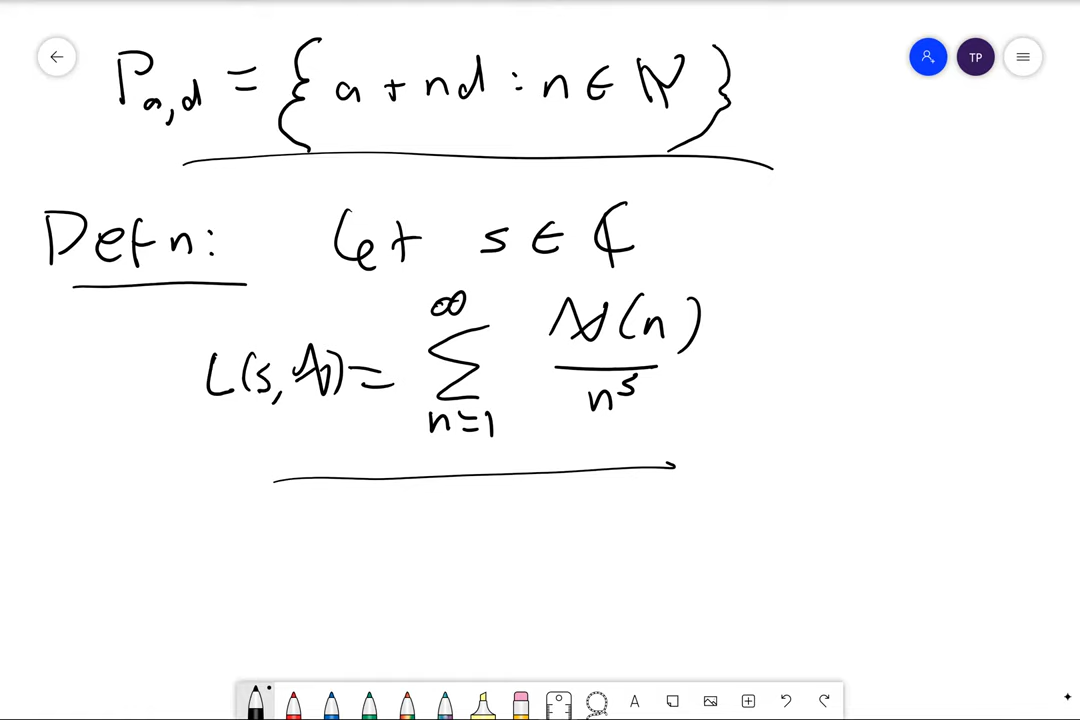 P_{a,d} = { a + nd : n ∈ ℕ }
TP
Defn: Let s ∈ ℂ
L(s, ) = ∑_{n=1}^{∞} (n) / n^s
A